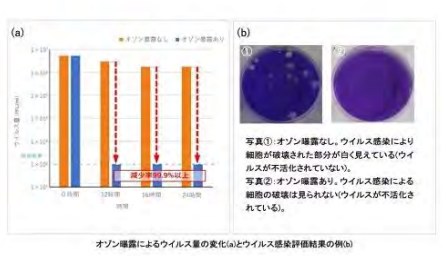 (a)
オゾン曝露なし オゾン曝露あり
ウイルス量
0時間 12時間 16時間 24時間
減少率99.9%以上
時間
(b)
写真①：オゾン曝露なし。ウイルス感染により
細胞が破壊された部分が白く見えている(ウイ
ルスが不活化されていない)。
写真②：オゾン曝露あり。ウイルス感染による
細胞の破壊は見られない(ウイルスが不活化さ
れている)。
オゾン曝露によるウイルス量の変化(a)とウイルス感染評価結果の例(b)